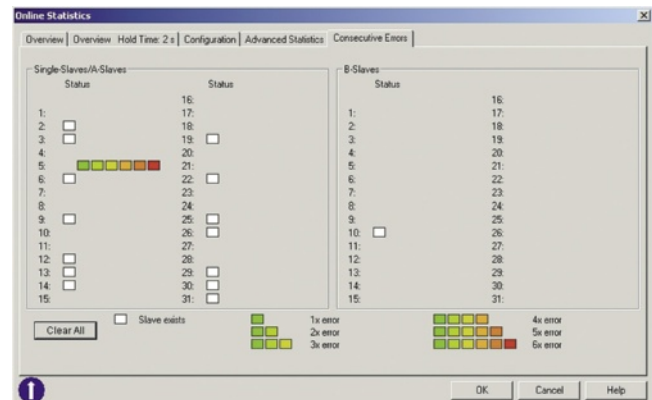 Online Statistics
Overview
Overview Hold Time: 2 s
Configuration
Advanced Statistics
Consecutive Errors
Single-Slaves/A-Slaves
Status
Status
1:
2:
3:
4:
5:
6:
7:
8:
9:
10:
11:
12:
13:
14:
15:
16:
17:
18:
19:
20:
21:
22:
23:
24:
25:
26:
27:
28:
29:
30:
31:
B-Slaves
Status
1:
2:
3:
4:
5:
6:
7:
8:
9:
10:
11:
12:
13:
14:
15:
16:
17:
18:
19:
20:
21:
22:
23:
24:
25:
26:
27:
28:
29:
30:
31:
Clear All
Slave exists
1x error
2x error
3x error
4x error
5x error
6x error
OK
Cancel
Help